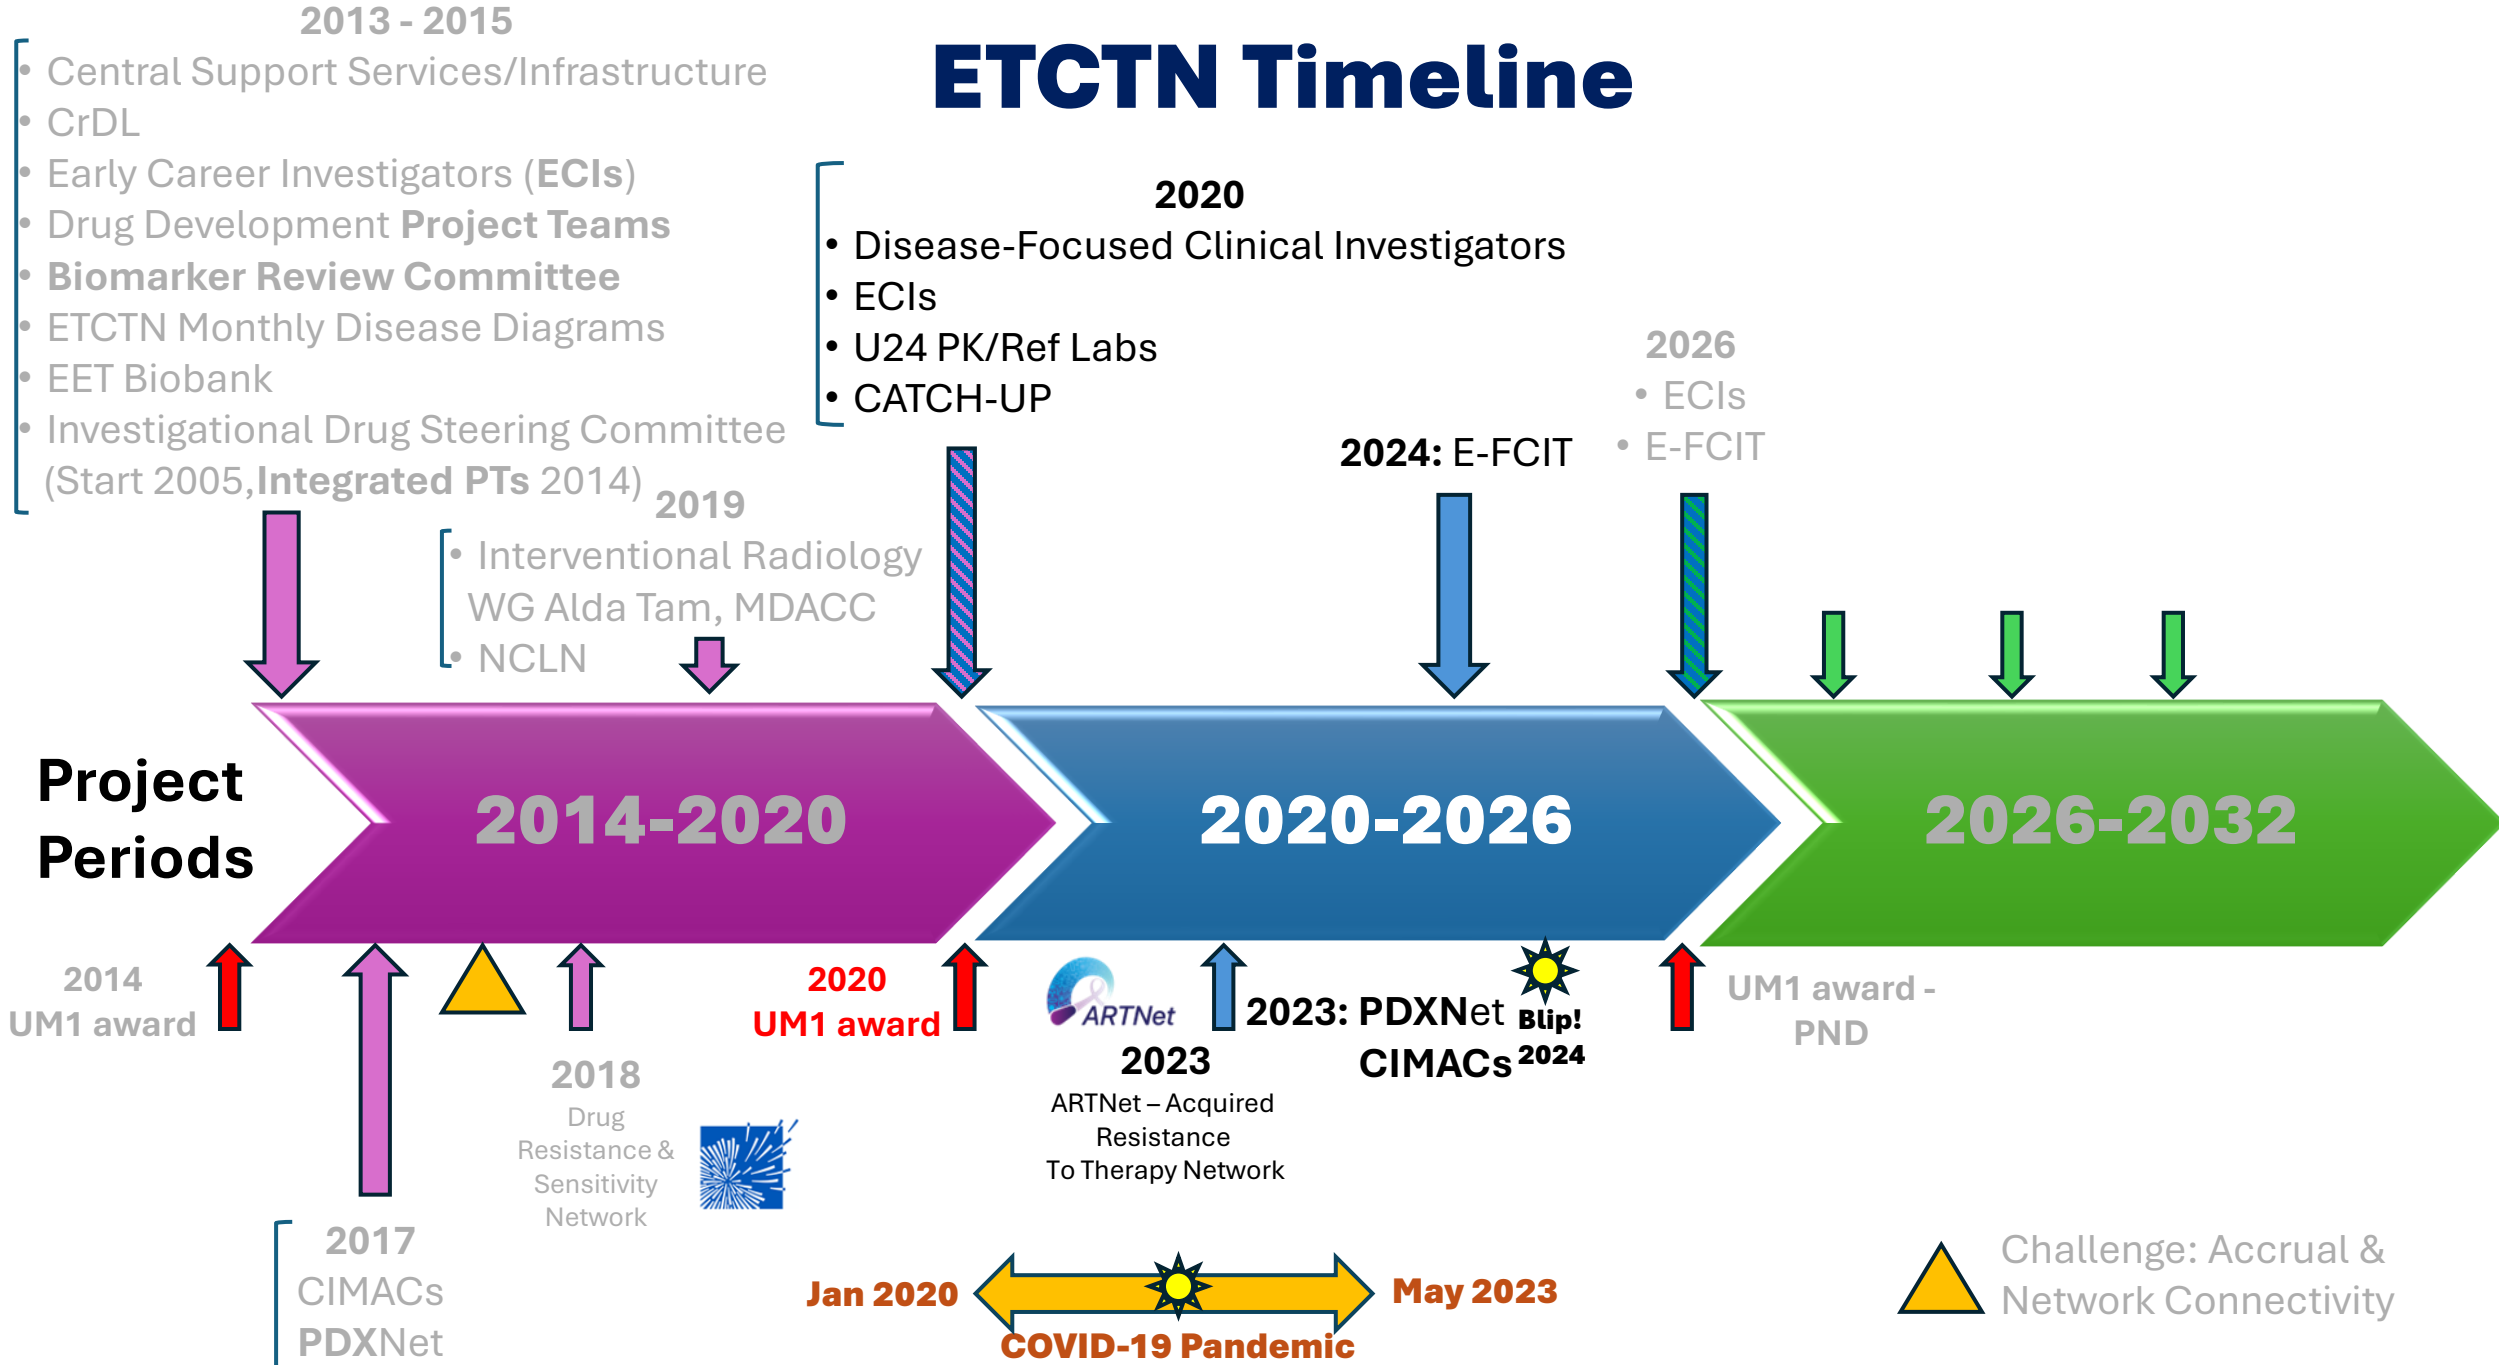 2013 - 2015
• Central Support Services/Infrastructure
• CrDL
• Early Career Investigators (ECIs)
• Drug Development Project Teams
• Biomarker Review Committee
• ETCTN Monthly Disease Diagrams
• EET Biobank
• Investigational Drug Steering Committee
(Start 2005,Integrated PTs 2014)
ETCTN Timeline
2020
• Disease-Focused Clinical Investigators
• ECIs
• U24 PK/Ref Labs
• CATCH-UP
2019
• Interventional Radiology
WG Alda Tam, MDACC
• NCLN
2024: E-FCIT
2026
• ECIs
• E-FCIT
Project
Periods
2014-2020
2020-2026
2026-2032
2014
UM1 award
2020
UM1 award
ARTNet
2023
ARTNet – Acquired
Resistance
To Therapy Network
2023: PDXNet
CIMACs
Blip!
2024
UM1 award -
PND
2018
Drug
Resistance &
Sensitivity
Network
2017
CIMACs
PDXNet
Jan 2020
May 2023
COVID-19 Pandemic
Challenge: Accrual &
Network Connectivity